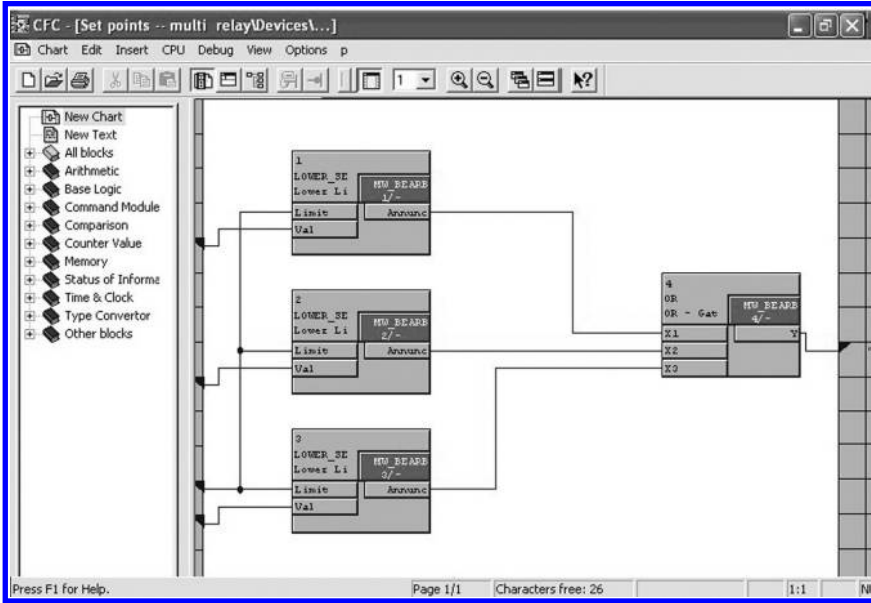 CFC - [Set points -- multi relay\Devices\...]
Chart Edit Insert CPU Debug View Options p
1
New Chart
New Text
All blocks
Arithmetic
Base Logic
Command Module
Comparison
Counter Value
Memory
Status of Informa
Time & Clock
Type Convertor
Other blocks
1
LOWER_SE
Lower Li
MW_BEARB
1/-
Limit Annunc
Val
2
LOWER_SE
Lower Li
MW_BEARB
2/-
Limit Annunc
Val
3
LOWER_SE
Lower Li
MW_BEARB
3/-
Limit Annunc
Val
4
OR
OR - Gat
MW_BEARB
4/-
X1 Y
X2
X3
Press F1 for Help. Page 1/1 Characters free: 26 1:1